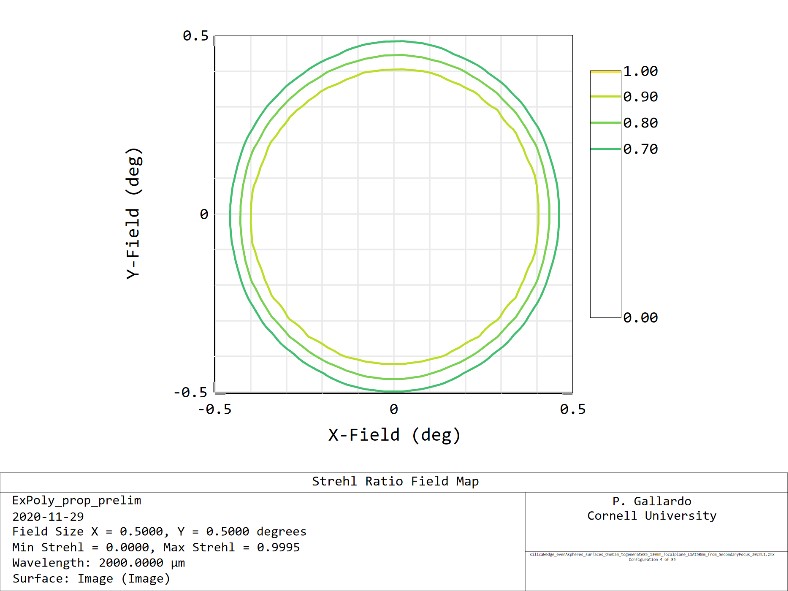 0.5
0
-0.5
Y-Field (deg)
-0.5
0
0.5
X-Field (deg)
1.00
0.90
0.80
0.70
0.00
Strehl Ratio Field Map
ExPoly_prop_prelim
2020-11-29
Field Size X = 0.5000, Y = 0.5000 degrees
Min Strehl = 0.0000, Max Strehl = 0.9995
Wavelength: 2000.0000 µm
Surface: Image (Image)
P. Gallardo
Cornell University
Configuration 4 of 85